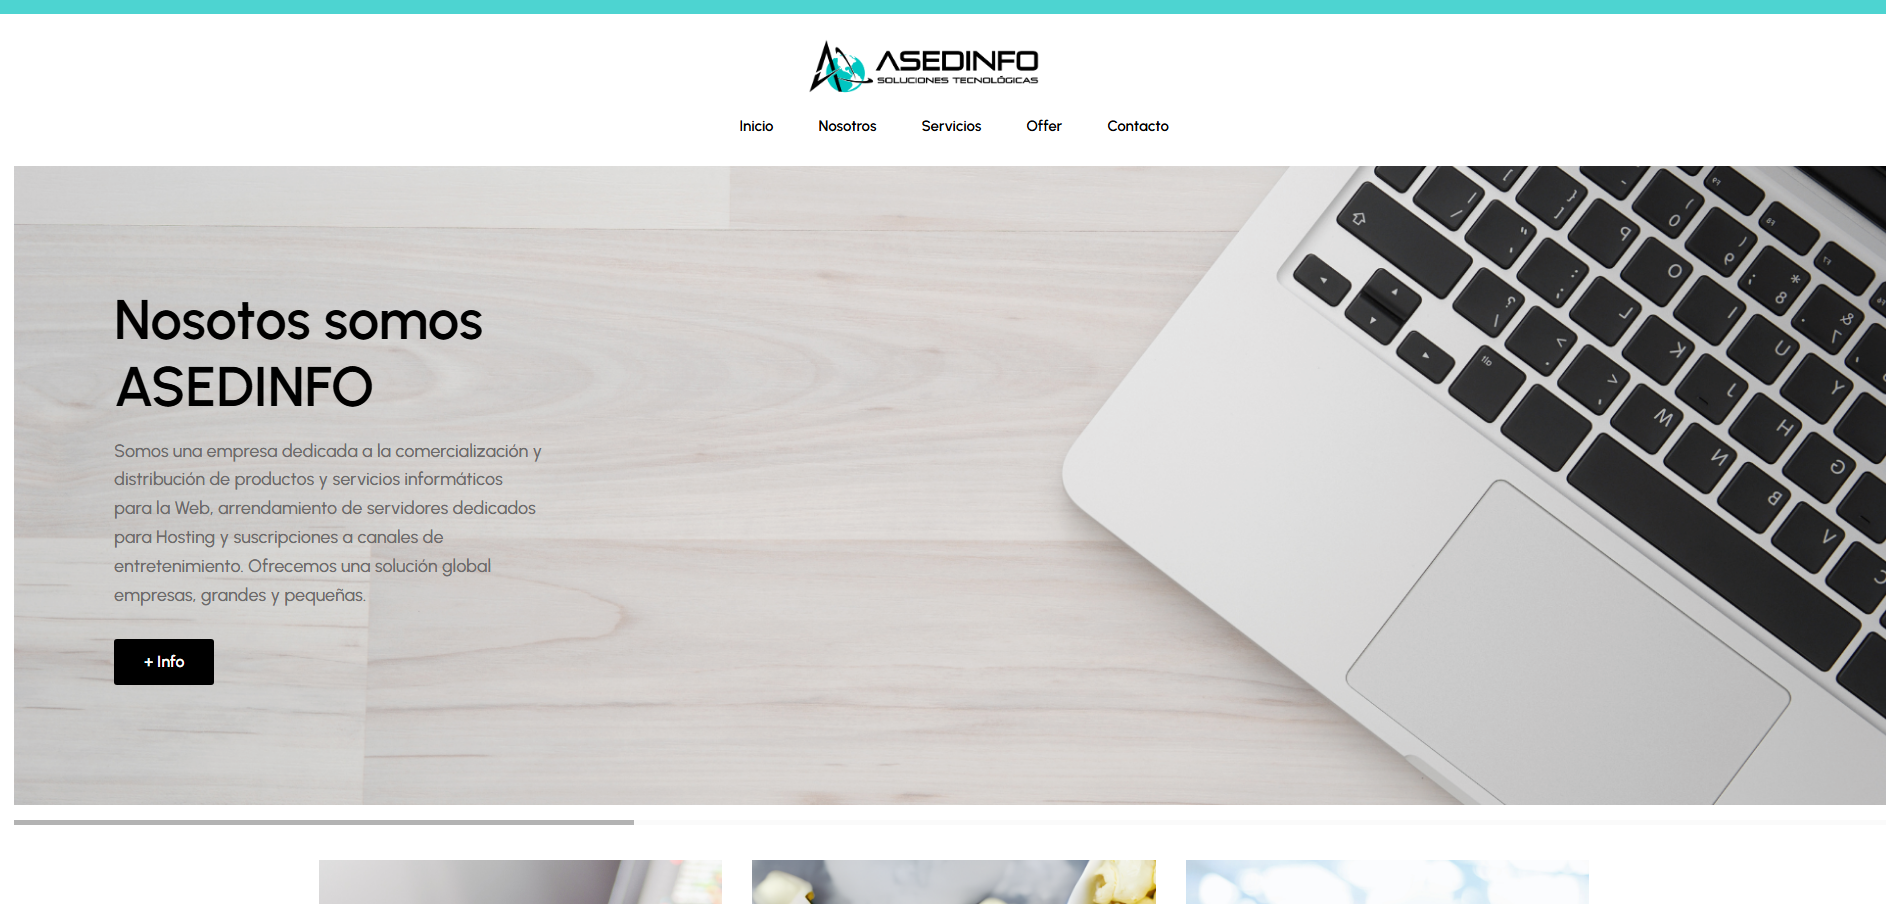 ASEDINFO
SOLUCIONES TECNOLÓGICAS
Inicio Nosotros Servicios Offer Contacto
Nosotos somos
ASEDINFO
Somos una empresa dedicada a la comercialización y
distribución de productos y servicios informáticos
para la Web, arrendamiento de servidores dedicados
para Hosting y suscripciones a canales de
entretenimiento. Ofrecemos una solución global
empresas, grandes y pequeñas.
+ Info